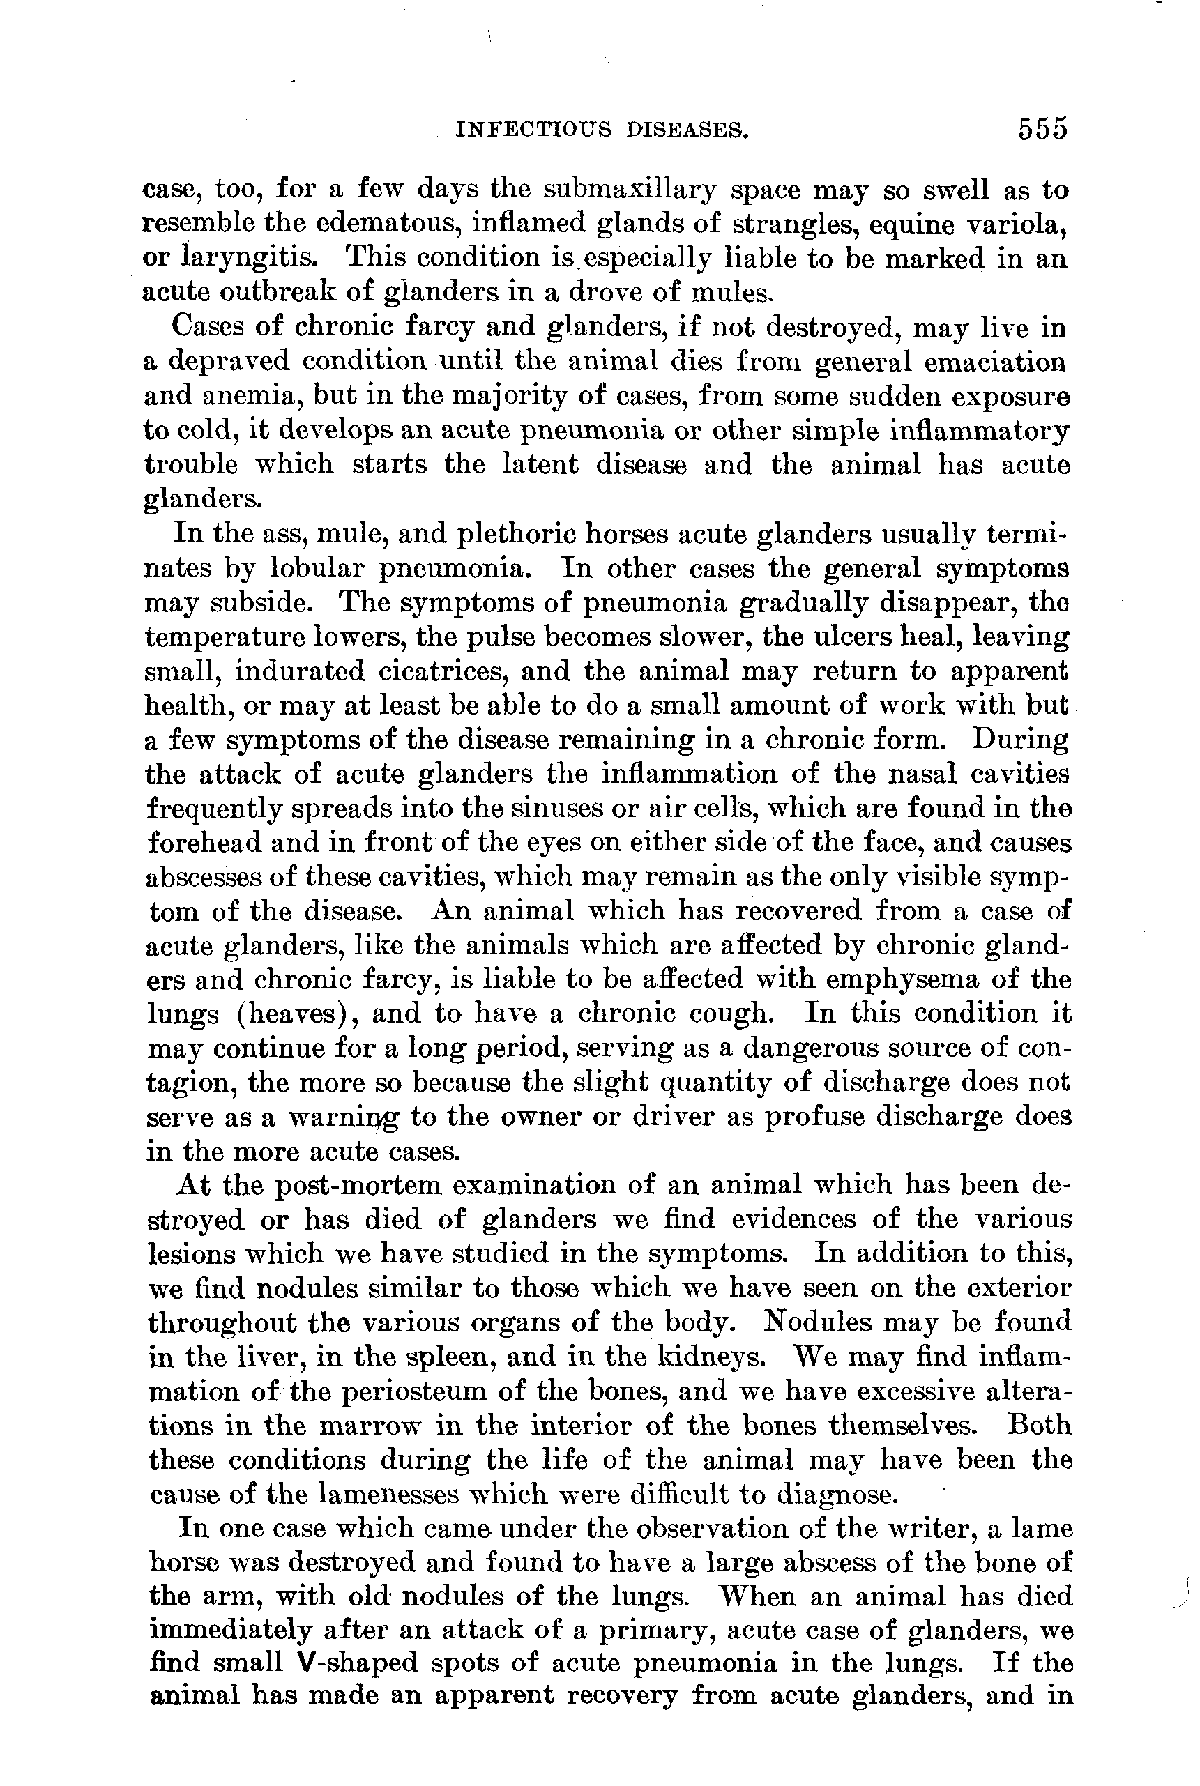 INFECTIOUS DISEASES. 555
case, too, for a few days the submaxillary space may so swell as to
resemble the edematous, inflamed glands of strangles, equine variola,
or laryngitis. This condition is especially liable to be marked in an
acute outbreak of glanders in a drove of mules.
Cases of chronic farcy and glanders, if not destroyed, may live in
a depraved condition until the animal dies from general emaciation
and anemia, but in the majority of cases, from some sudden exposure
to cold, it develops an acute pneumonia or other simple inflammatory
trouble which starts the latent disease and the animal has acute
glanders.
In the ass, mule, and plethoric horses acute glanders usually termi-
nates by lobular pneumonia. In other cases the general symptoms
may subside. The symptoms of pneumonia gradually disappear, the
temperature lowers, the pulse becomes slower, the ulcers heal, leaving
small, indurated cicatrices, and the animal may return to apparent
health, or may at least be able to do a small amount of work with but
a few symptoms of the disease remaining in a chronic form. During
the attack of acute glanders the inflammation of the nasal cavities
frequently spreads into the sinuses or air cells, which are found in the
forehead and in front of the eyes on either side of the face, and causes
abscesses of these cavities, which may remain as the only visible symp-
tom of the disease. An animal which has recovered from a case of
acute glanders, like the animals which are affected by chronic gland-
ers and chronic farcy, is liable to be affected with emphysema of the
lungs (heaves), and to have a chronic cough. In this condition it
may continue for a long period, serving as a dangerous source of con-
tagion, the more so because the slight quantity of discharge does not
serve as a warning to the owner or driver as profuse discharge does
in the more acute cases.
At the post-mortem examination of an animal which has been de-
stroyed or has died of glanders we find evidences of the various
lesions which we have studied in the symptoms. In addition to this,
we find nodules similar to those which we have seen on the exterior
throughout the various organs of the body. Nodules may be found
in the liver, in the spleen, and in the kidneys. We may find inflam-
mation of the periosteum of the bones, and we have excessive altera-
tions in the marrow in the interior of the bones themselves. Both
these conditions during the life of the animal may have been the
cause of the lamenesses which were difficult to diagnose.
In one case which came under the observation of the writer, a lame
horse was destroyed and found to have a large abscess of the bone of
the arm, with old nodules of the lungs. When an animal has died
immediately after an attack of a primary, acute case of glanders, we
find small V-shaped spots of acute pneumonia in the lungs. If the
animal has made an apparent recovery from acute glanders, and in